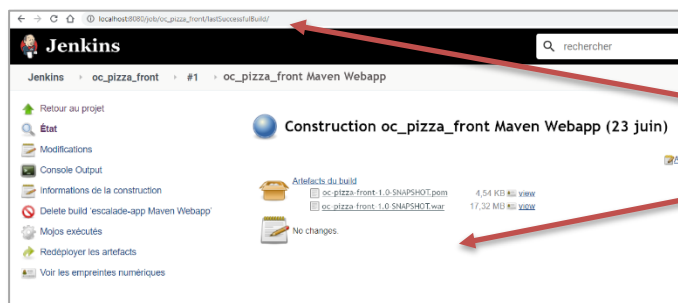 localhost:8080/job/oc_pizza_front/lastSuccessfulBuild/
Jenkins
rechercher
Jenkins oc_pizza_front #1 oc_pizza_front Maven Webapp
Retour au projet
État
Modifications
Console Output
Informations de la construction
Delete build 'escalade-app Maven Webapp'
Mojos exécutés
Redéployer les artefacts
Voir les empreintes numériques
Construction oc_pizza_front Maven Webapp (23 juin)
Artefacts du build
oc-pizza-front-1.0-SNAPSHOT.pom 4,54 KB view
oc-pizza-front-1.0-SNAPSHOT.war 17,32 MB view
No changes.